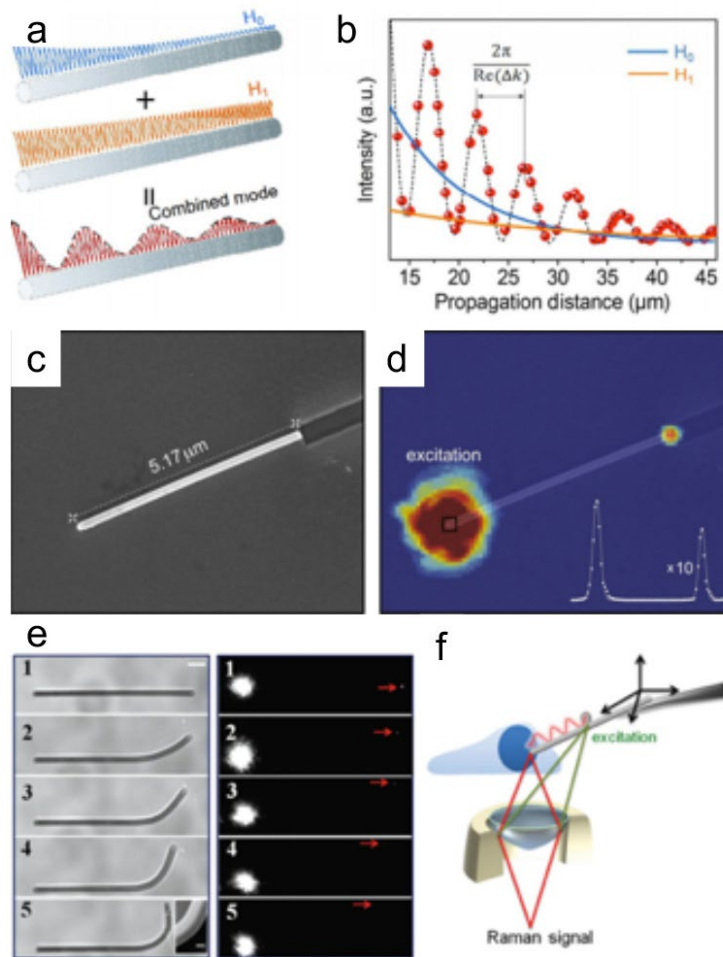 a
H₀
+
H₁
=
Combined mode
b
2π
Re(Δk)
H₀
H₁
Intensity (a.u.)
13 15 20 25 30 35 40 45
Propagation distance (μm)
c
5.17 μm
d
excitation
×10
e
1
2
3
4
5
1
2
3
4
5
f
excitation
Raman signal